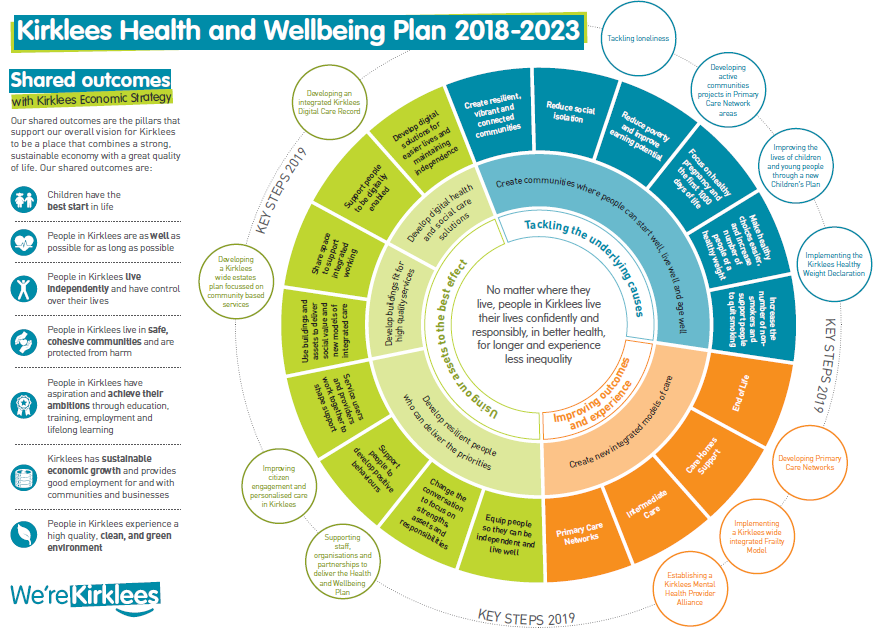 Kirklees Health and Wellbeing Plan 2018-2023
Shared outcomes
with Kirklees Economic Strategy
Our shared outcomes are the pillars that
support our overall vision for Kirklees
to be a place that combines a strong,
sustainable economy with a great quality
of life. Our shared outcomes are:
Children have the
best start in life
People in Kirklees are as well as
possible for as long as possible
People in Kirklees live
independently and have control
over their lives
People in Kirklees live in safe,
cohesive communities and are
protected from harm
People in Kirklees have
aspiration and achieve their
ambitions through education,
training, employment and
lifelong learning
Kirklees has sustainable
economic growth and provides
good employment for and with
communities and businesses
People in Kirklees experience a
high quality, clean, and green
environment
We're Kirklees
No matter where they
live, people in Kirklees live
their lives confidently and
responsibly, in better health,
for longer and experience
less inequality
Tackling the underlying causes
Improving outcomes
and experience
Using our assets to the best effect
Create communities where people can start well, live well and age well
Create new integrated models of care
Develop resilient people
who can deliver the priorities
Develop buildings fit for
high quality services
Develop digital health
and social care
solutions
Create resilient,
vibrant and
connected
communities
Reduce social
isolation
Reduce poverty
and improve
earning potential
Focus on healthy
pregnancy and
the first 1000
days of life
Make healthy
choices easier,
and increase
number of
people of a
healthy weight
Increase the
number of non-
smokers and
support people
to quit smoking
End of Life
Care Homes
Support
Intermediate
Care
Primary Care
Networks
Equip people
so they can be
independent and
live well
Change the
conversation
to focus on
strengths,
assets and
responsibilities
Support
people to
develop positive
behaviours
Service users
and providers
work together to
shape support
Use buildings and
assets to deliver
social value and
new models of
integrated care
Share space
to support
integrated
working
Support people
to be digitally
enabled
Develop digital
solutions for
easier lives and
maintaining
independence
KEY STEPS 2019
Tackling loneliness
Developing
active
communities
projects in Primary
Care Network
areas
Improving the
lives of children
and young people
through a new
Children's Plan
Implementing the
Kirklees Healthy
Weight Declaration
KEY STEPS 2019
Developing Primary
Care Networks
Implementing
a Kirklees wide
integrated Frailty
Model
Establishing a
Kirklees Mental
Health Provider
Alliance
KEY STEPS 2019
Supporting
staff,
organisations and
partnerships to
deliver the Health
and Wellbeing
Plan
Improving
citizen
engagement and
personalised care
in Kirklees
Developing
a Kirklees
wide estates
plan focussed on
community based
services
Developing an
integrated Kirklees
Digital Care Record